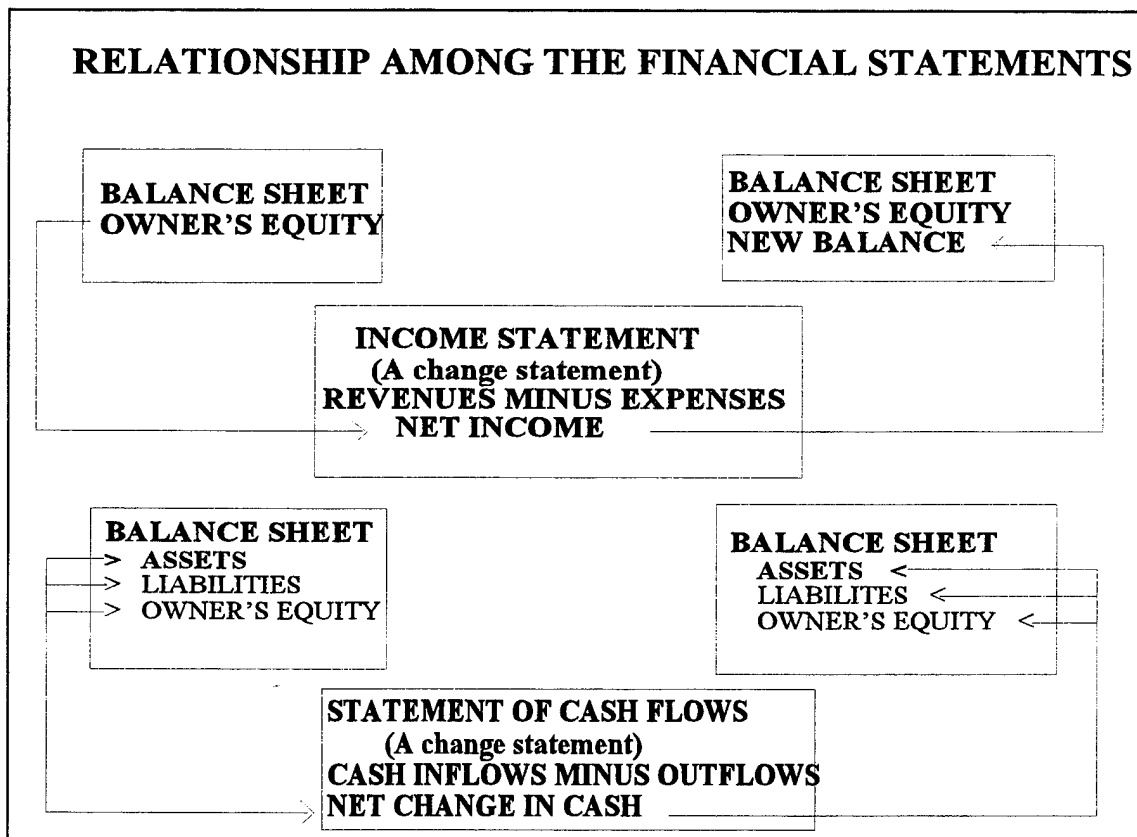 RELATIONSHIP AMONG THE FINANCIAL STATEMENTS
BALANCE SHEET
OWNER'S EQUITY
BALANCE SHEET
OWNER'S EQUITY
NEW BALANCE
INCOME STATEMENT
(A change statement)
REVENUES MINUS EXPENSES
NET INCOME
BALANCE SHEET
ASSETS
LIABILITIES
OWNER'S EQUITY
BALANCE SHEET
ASSETS
LIABILITES
OWNER'S EQUITY
STATEMENT OF CASH FLOWS
(A change statement)
CASH INFLOWS MINUS OUTFLOWS
NET CHANGE IN CASH